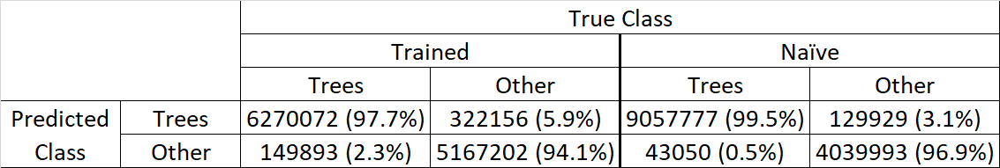 True Class
Trained Naïve
Trees Other Trees Other
Predicted Class Trees 6270072 (97.7%) 322156 (5.9%) 9057777 (99.5%) 129929 (3.1%)
Other 149893 (2.3%) 5167202 (94.1%) 43050 (0.5%) 4039993 (96.9%)